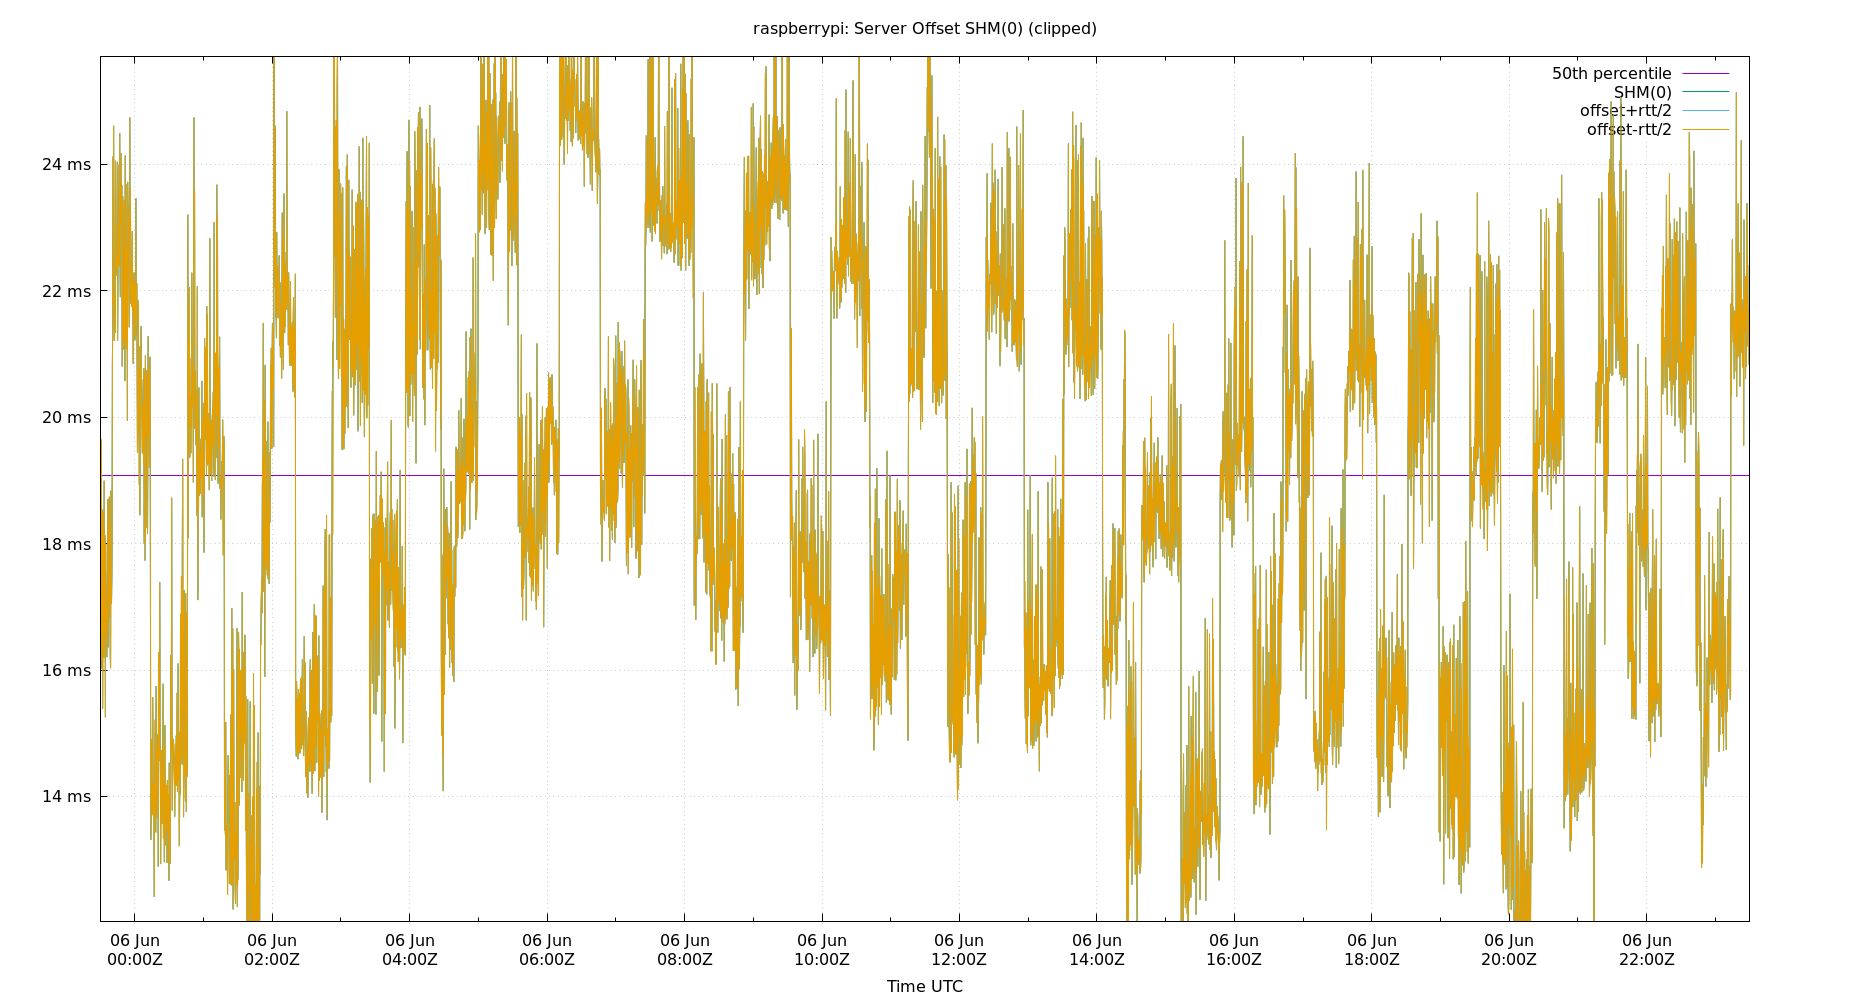 raspberrypi: Server Offset SHM(0) (clipped)
50th percentile
SHM(0)
offset+rtt/2
offset-rtt/2
24 ms
22 ms
20 ms
18 ms
16 ms
14 ms
06 Jun 06 Jun 06 Jun 06 Jun 06 Jun 06 Jun 06 Jun 06 Jun 06 Jun 06 Jun 06 Jun 06 Jun
00:00Z 02:00Z 04:00Z 06:00Z 08:00Z 10:00Z 12:00Z 14:00Z 16:00Z 18:00Z 20:00Z 22:00Z
Time UTC